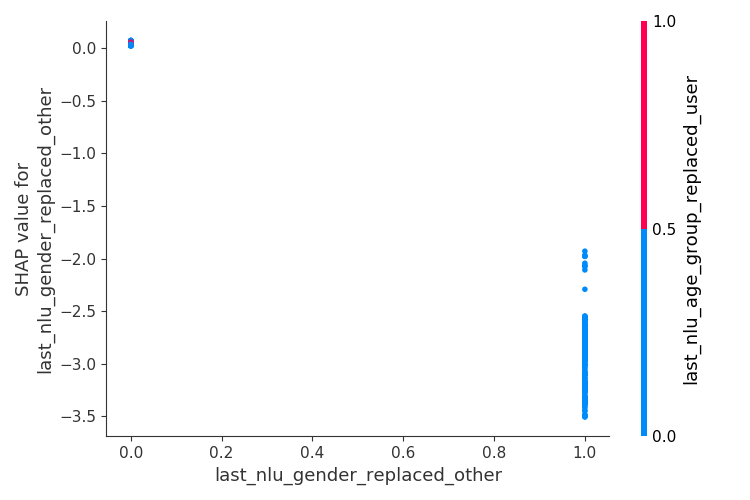 SHAP value for
last_nlu_gender_replaced_other
0.0
−0.5
−1.0
−1.5
−2.0
−2.5
−3.0
−3.5
0.0 0.2 0.4 0.6 0.8 1.0
last_nlu_gender_replaced_other
1.0
0.5
0.0
last_nlu_age_group_replaced_user